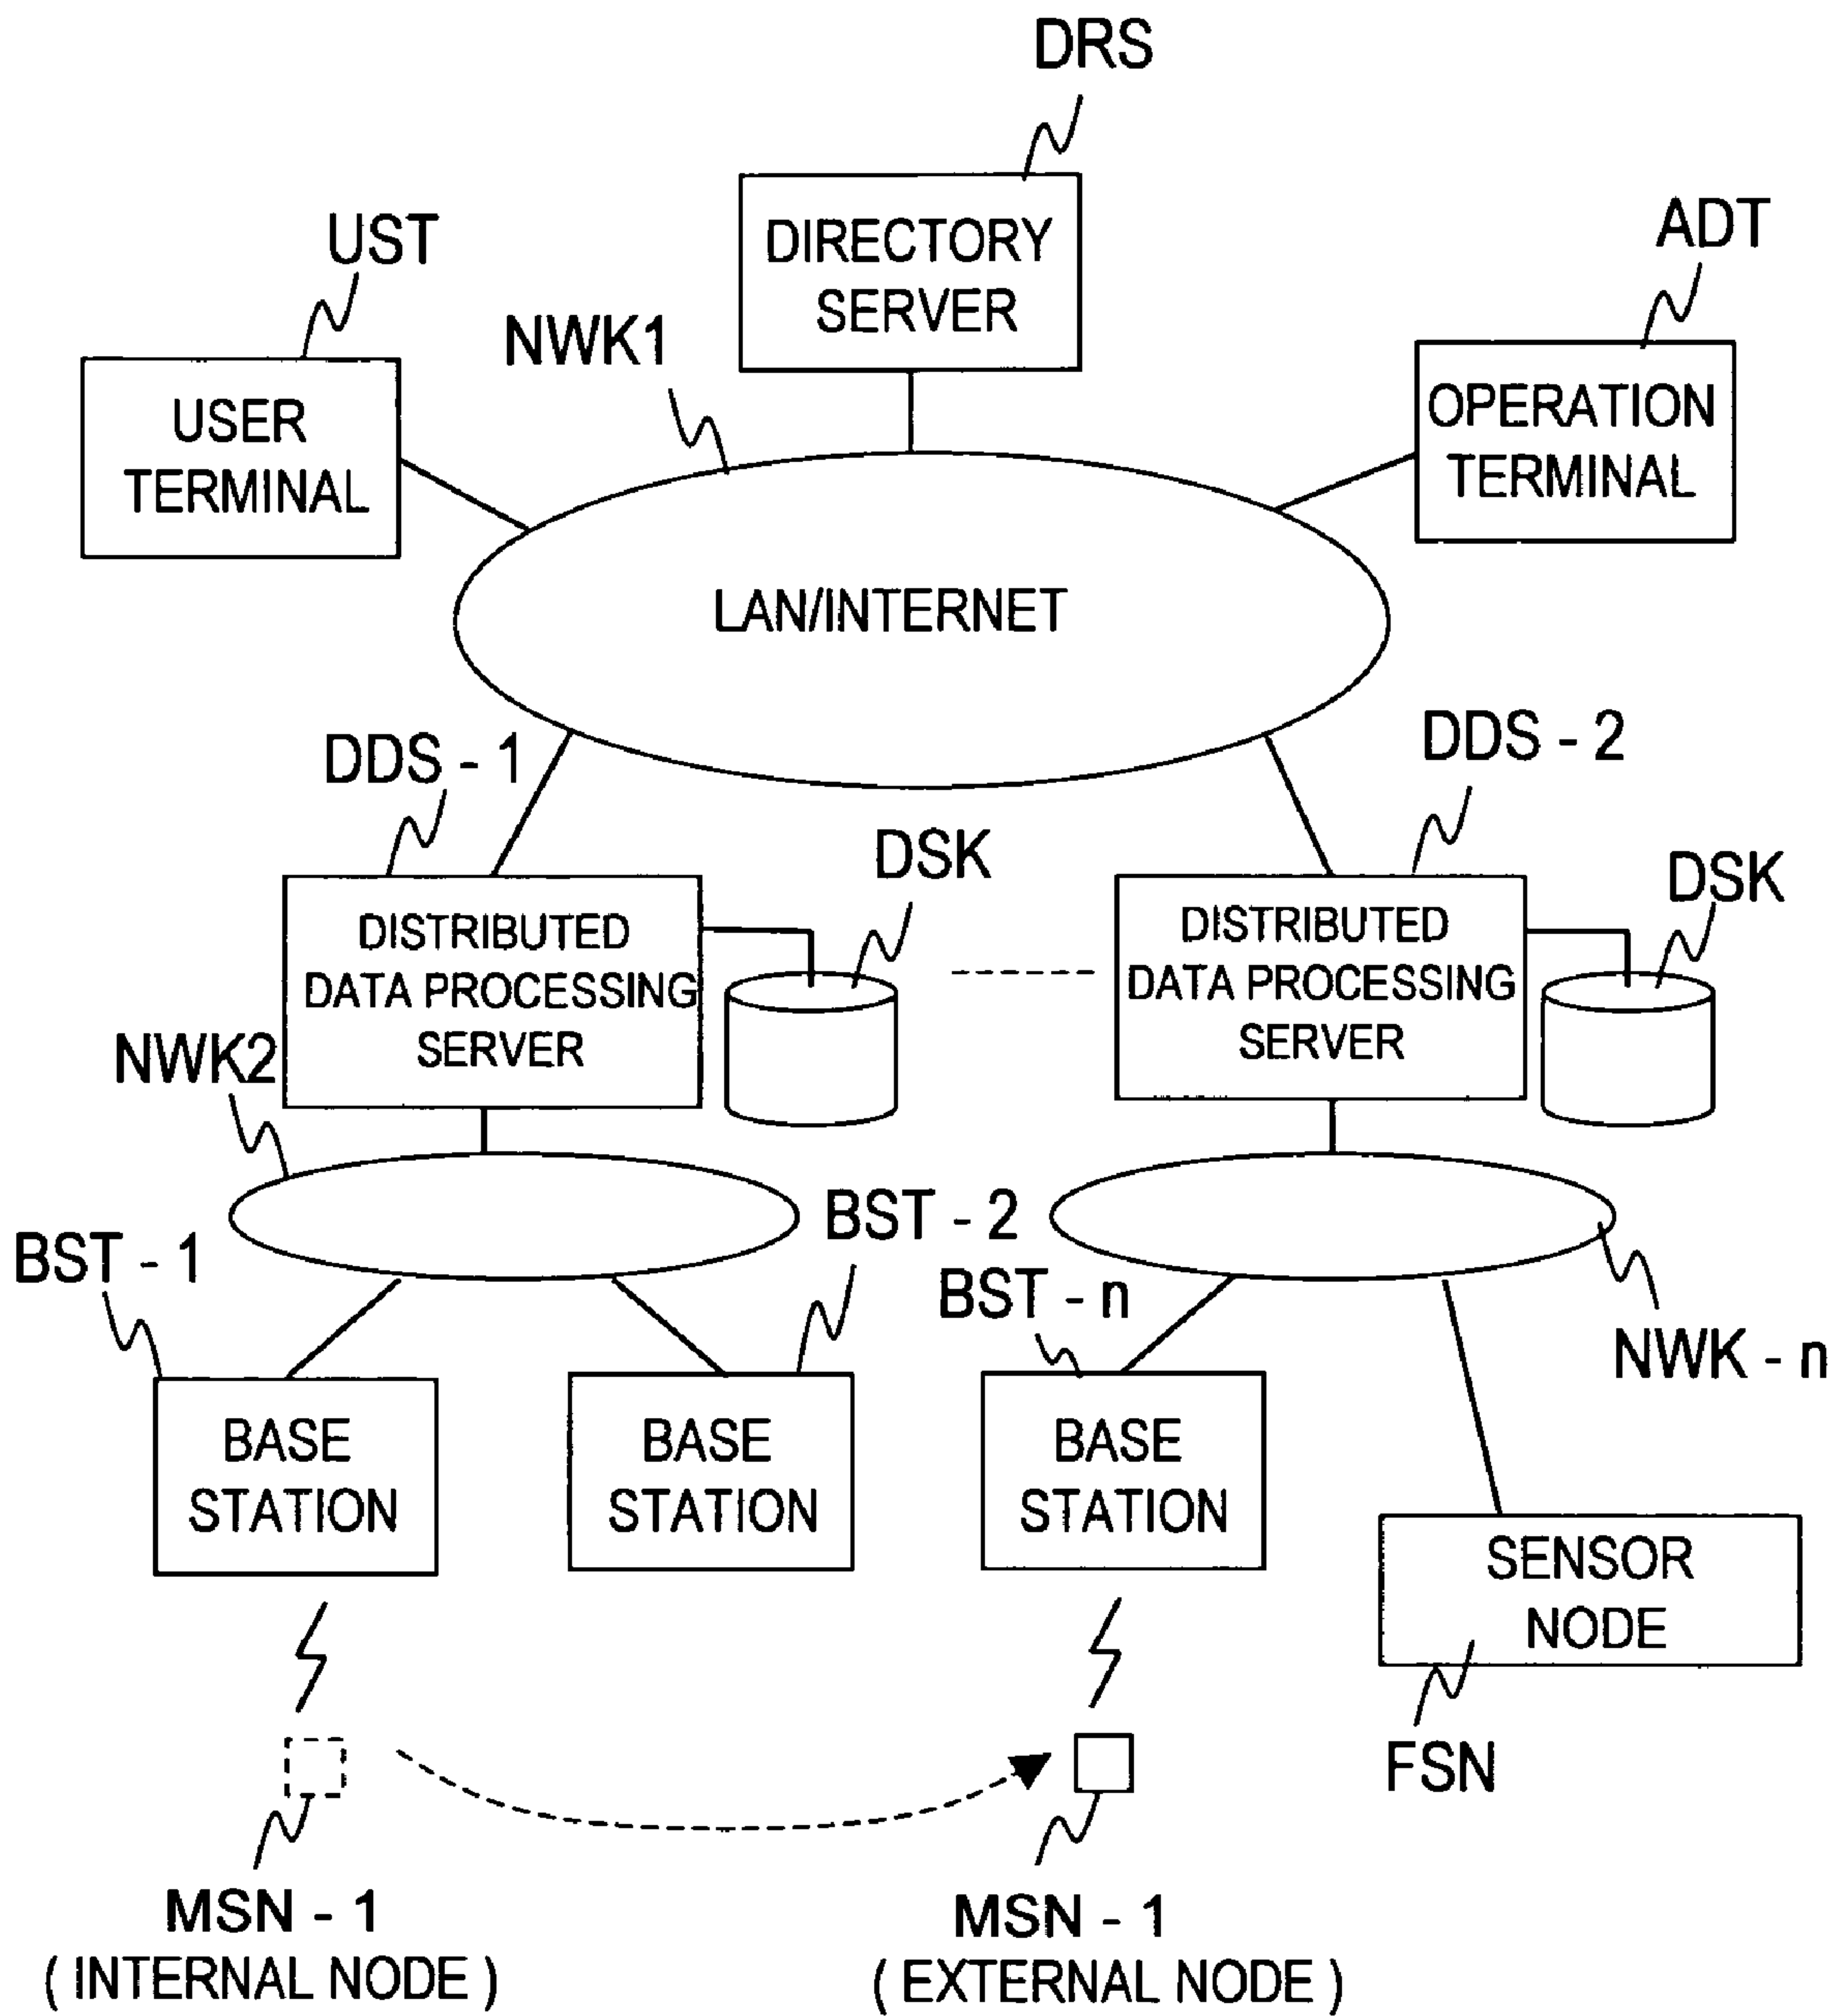 DRS
DIRECTORY
SERVER
UST
ADT
NWK1
USER
TERMINAL
OPERATION
TERMINAL
LAN/INTERNET
DDS - 1
DDS - 2
DSK
DSK
DISTRIBUTED
DATA PROCESSING
SERVER
DISTRIBUTED
DATA PROCESSING
SERVER
NWK2
BST - 1
BST - 2
BST - n
NWK - n
BASE
STATION
BASE
STATION
BASE
STATION
SENSOR
NODE
FSN
MSN - 1
( INTERNAL NODE )
MSN - 1
( EXTERNAL NODE )